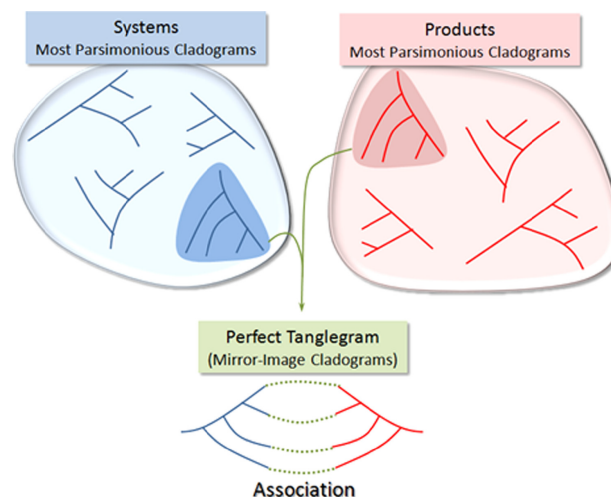 Systems
Most Parsimonious Cladograms
Products
Most Parsimonious Cladograms
Perfect Tanglegram
(Mirror-Image Cladograms)
Association